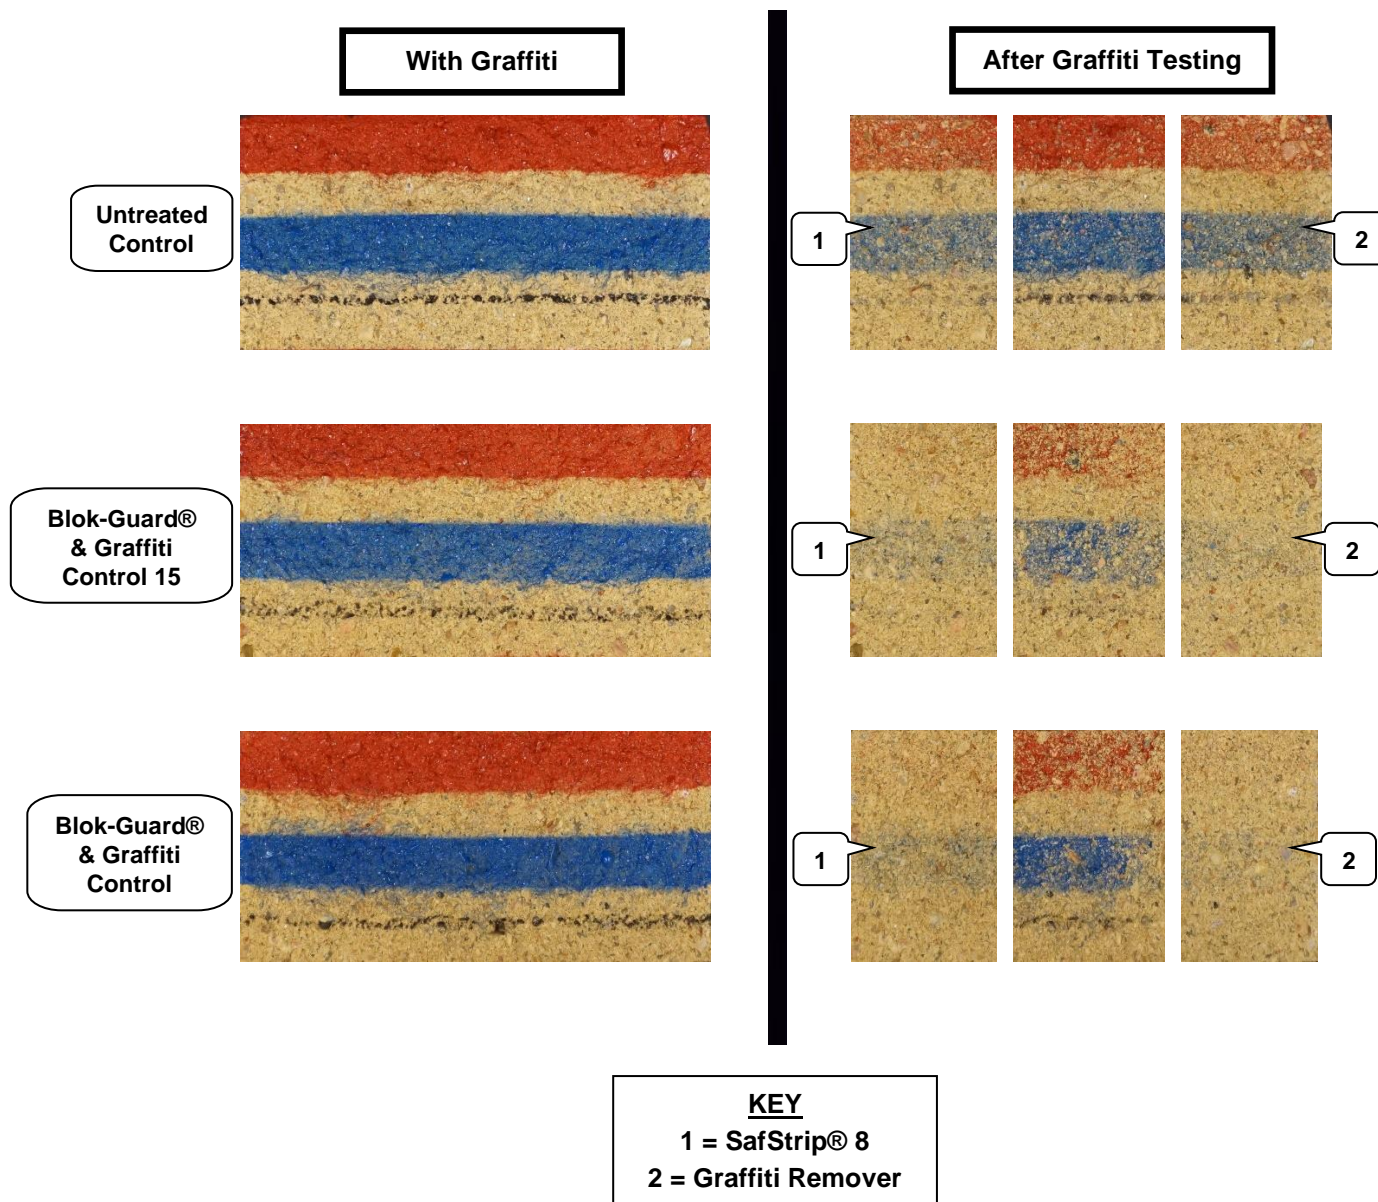 With Graffiti
After Graffiti Testing
Untreated
Control
1
2
Blok-Guard®
& Graffiti
Control 15
1
2
Blok-Guard®
& Graffiti
Control
1
2
KEY
1 = SafStrip® 8
2 = Graffiti Remover